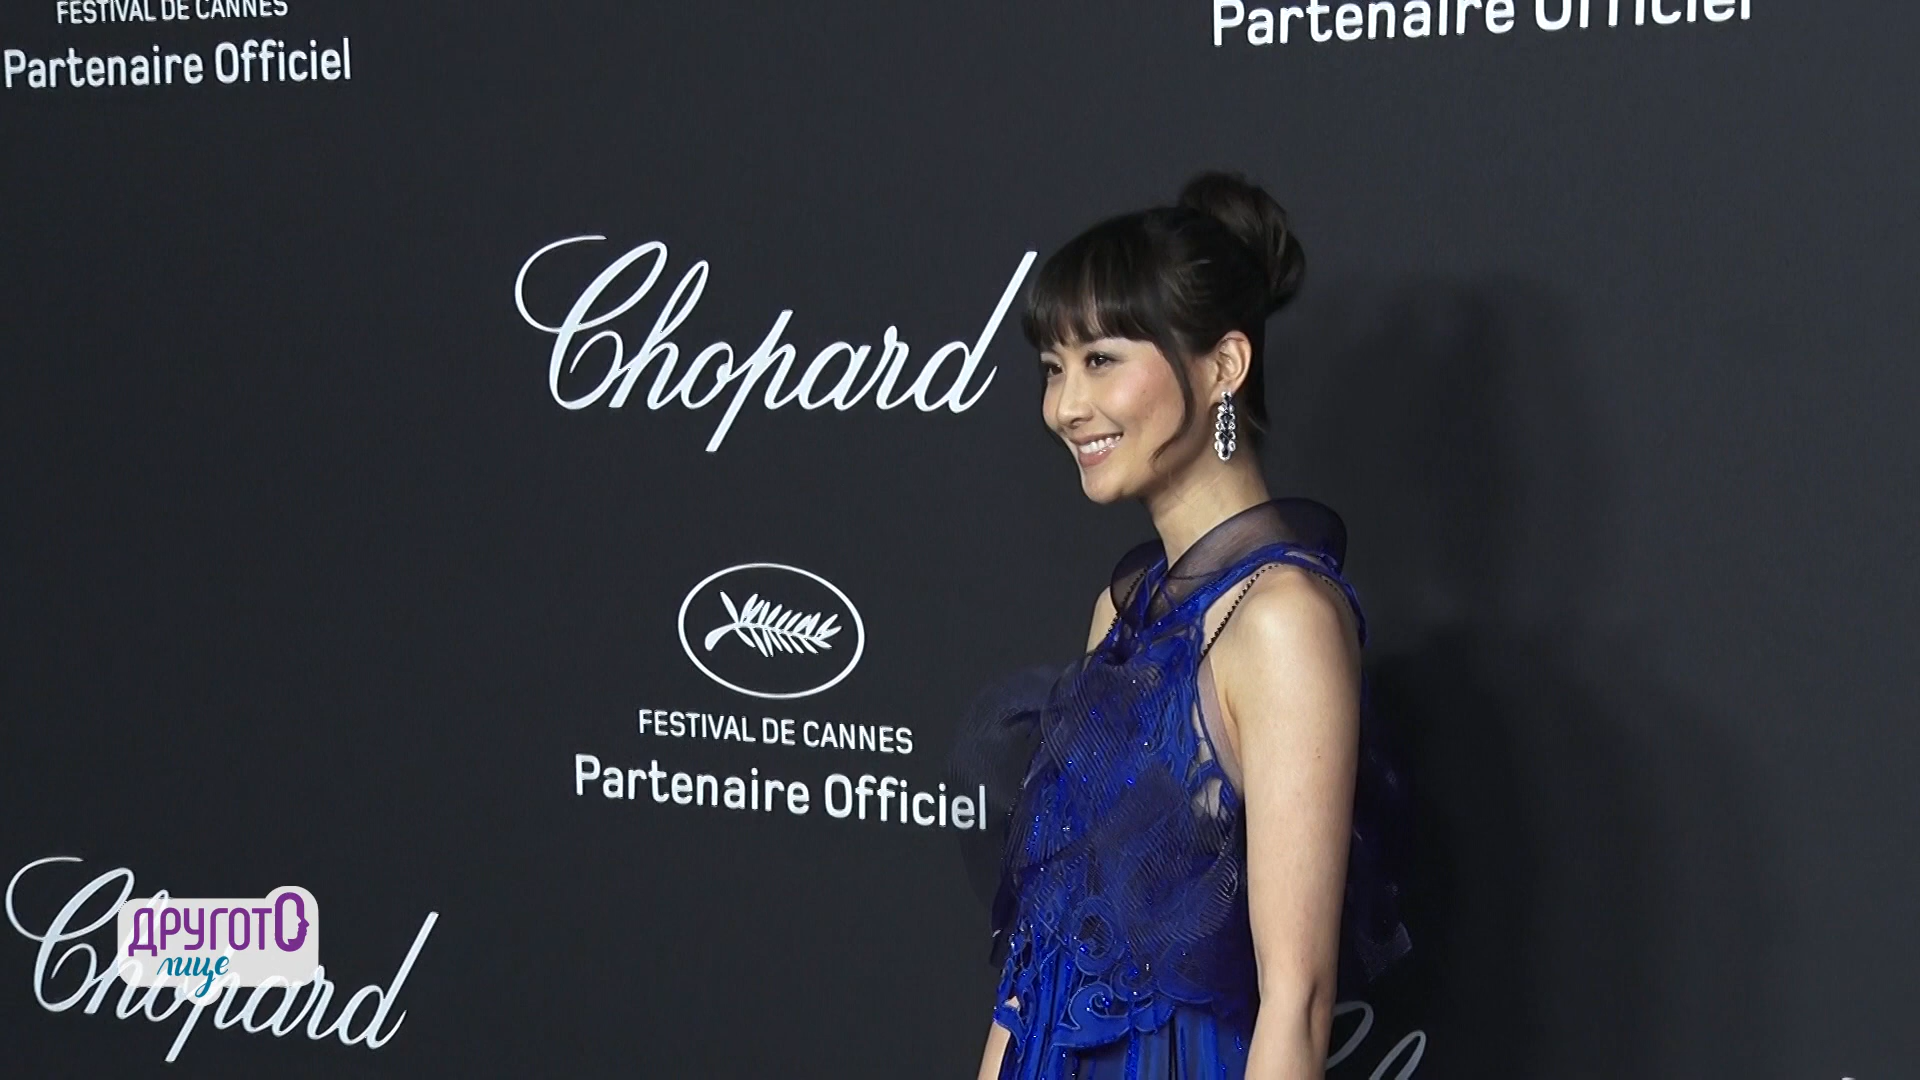 FESTIVAL DE CANNES
Partenaire Officiel
Partenaire Officiel
Chopard
FESTIVAL DE CANNES
Partenaire Officiel
Chopard
ДРУГОТО
лице